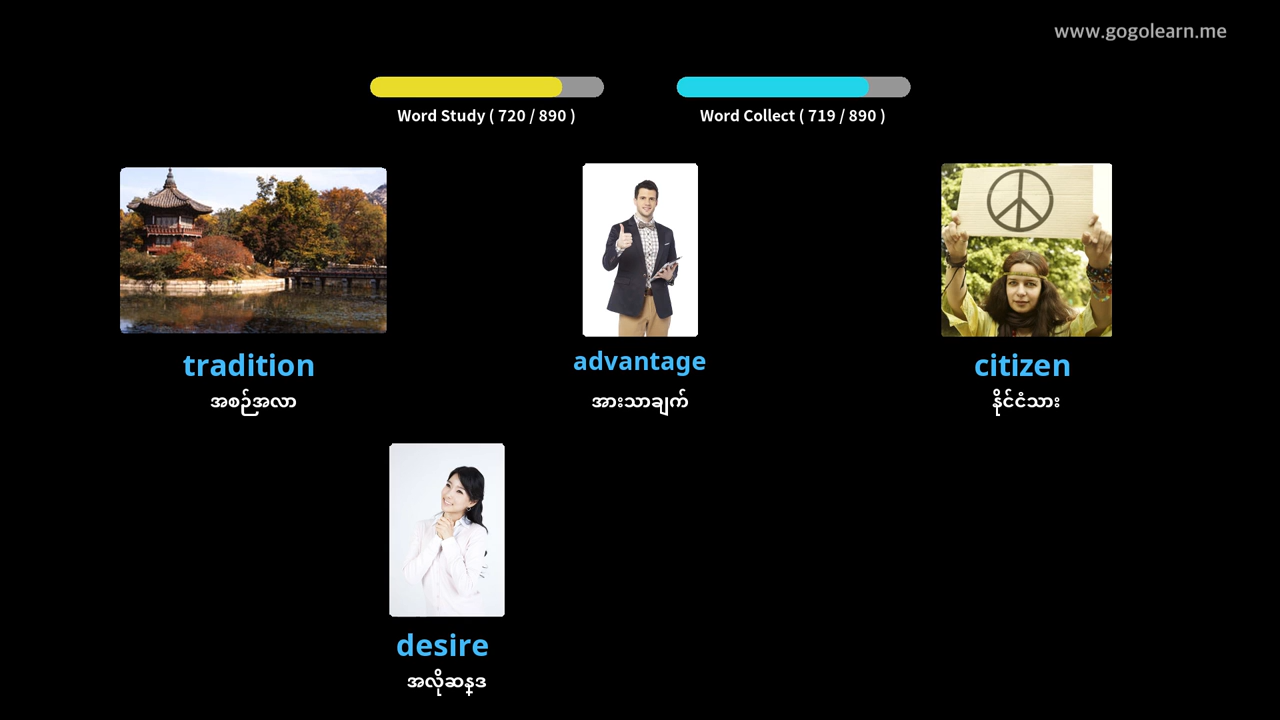 www.gogolearn.me
Word Study ( 720 / 890 )
Word Collect ( 719 / 890 )
tradition
အစဉ်အလာ
advantage
အားသာချက်
citizen
နိုင်ငံသား
desire
အလိုဆန္ဒ